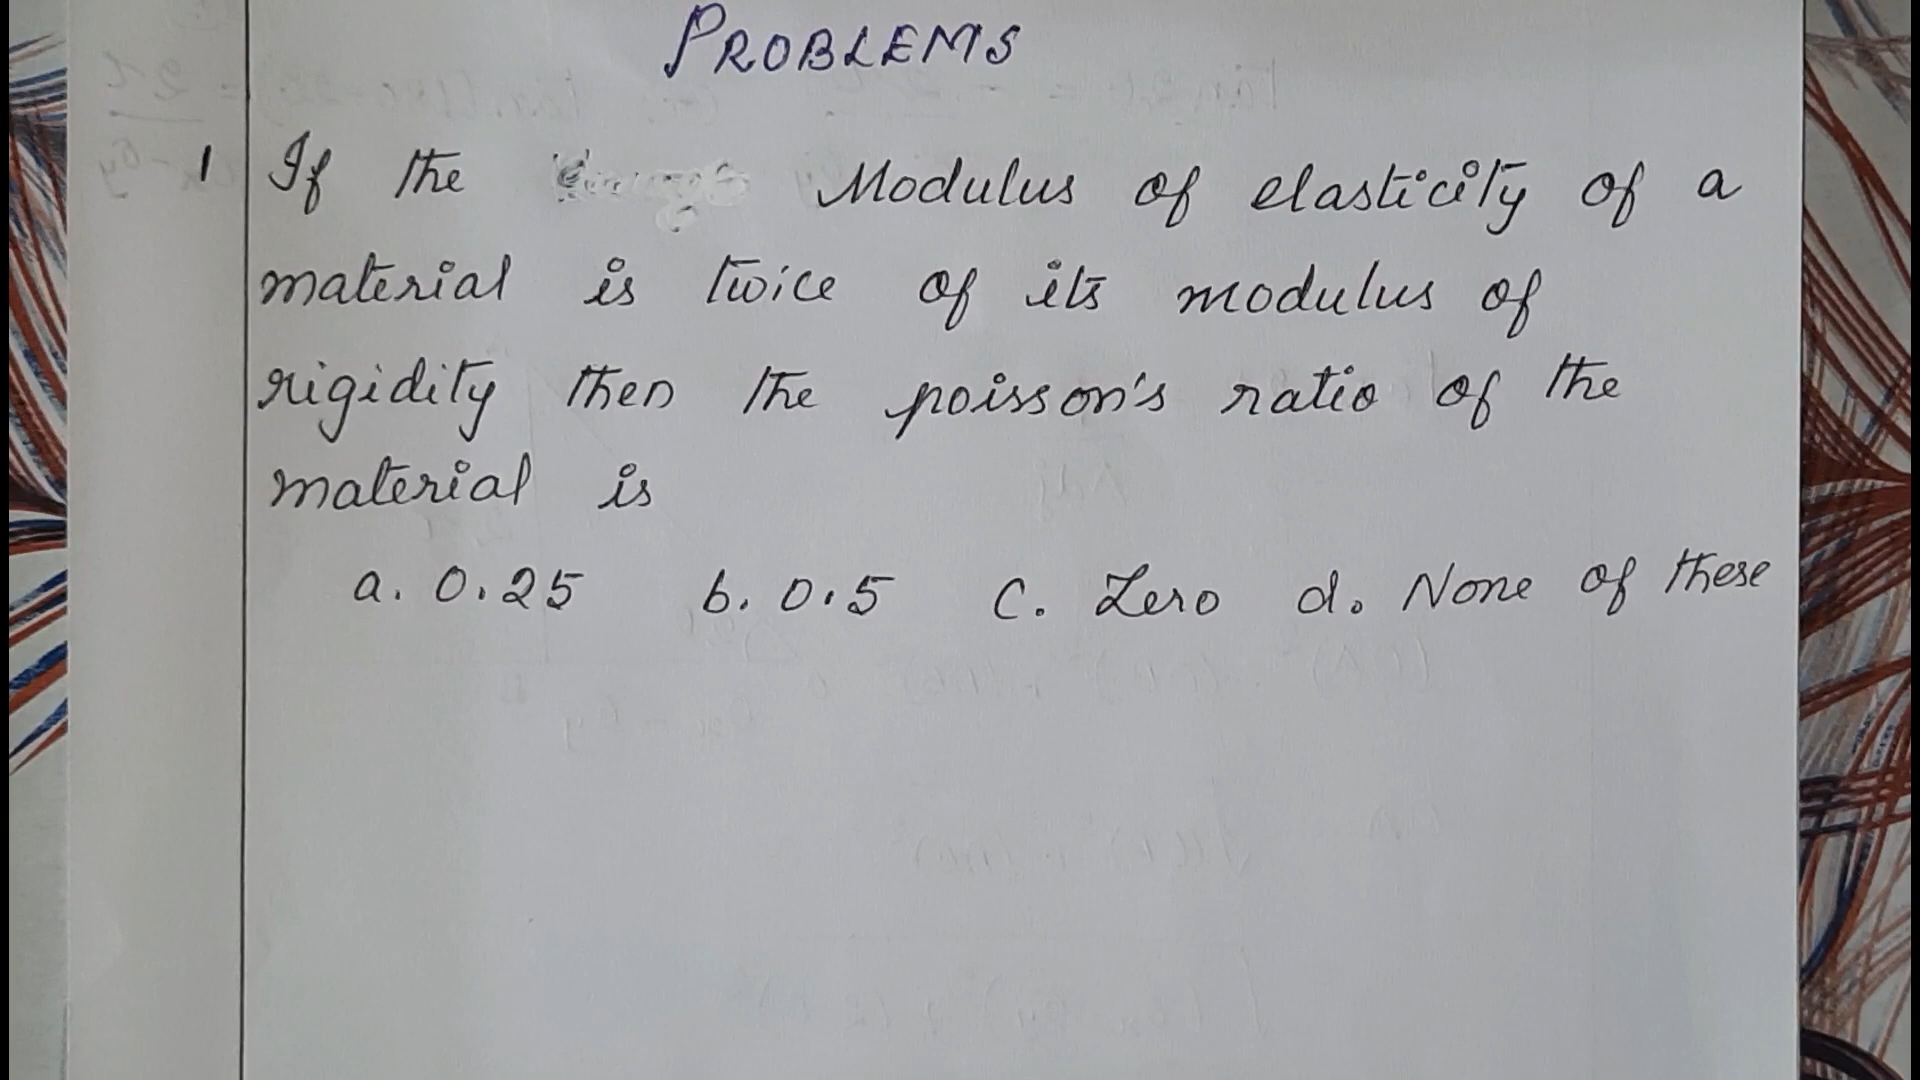 PROBLEMS
1 If the Modulus of elasticity of a
material is twice of its modulus of
rigidity then the poisson's ratio of the
material is
a. 0.25 b. 0.5 c. Zero d. None of these